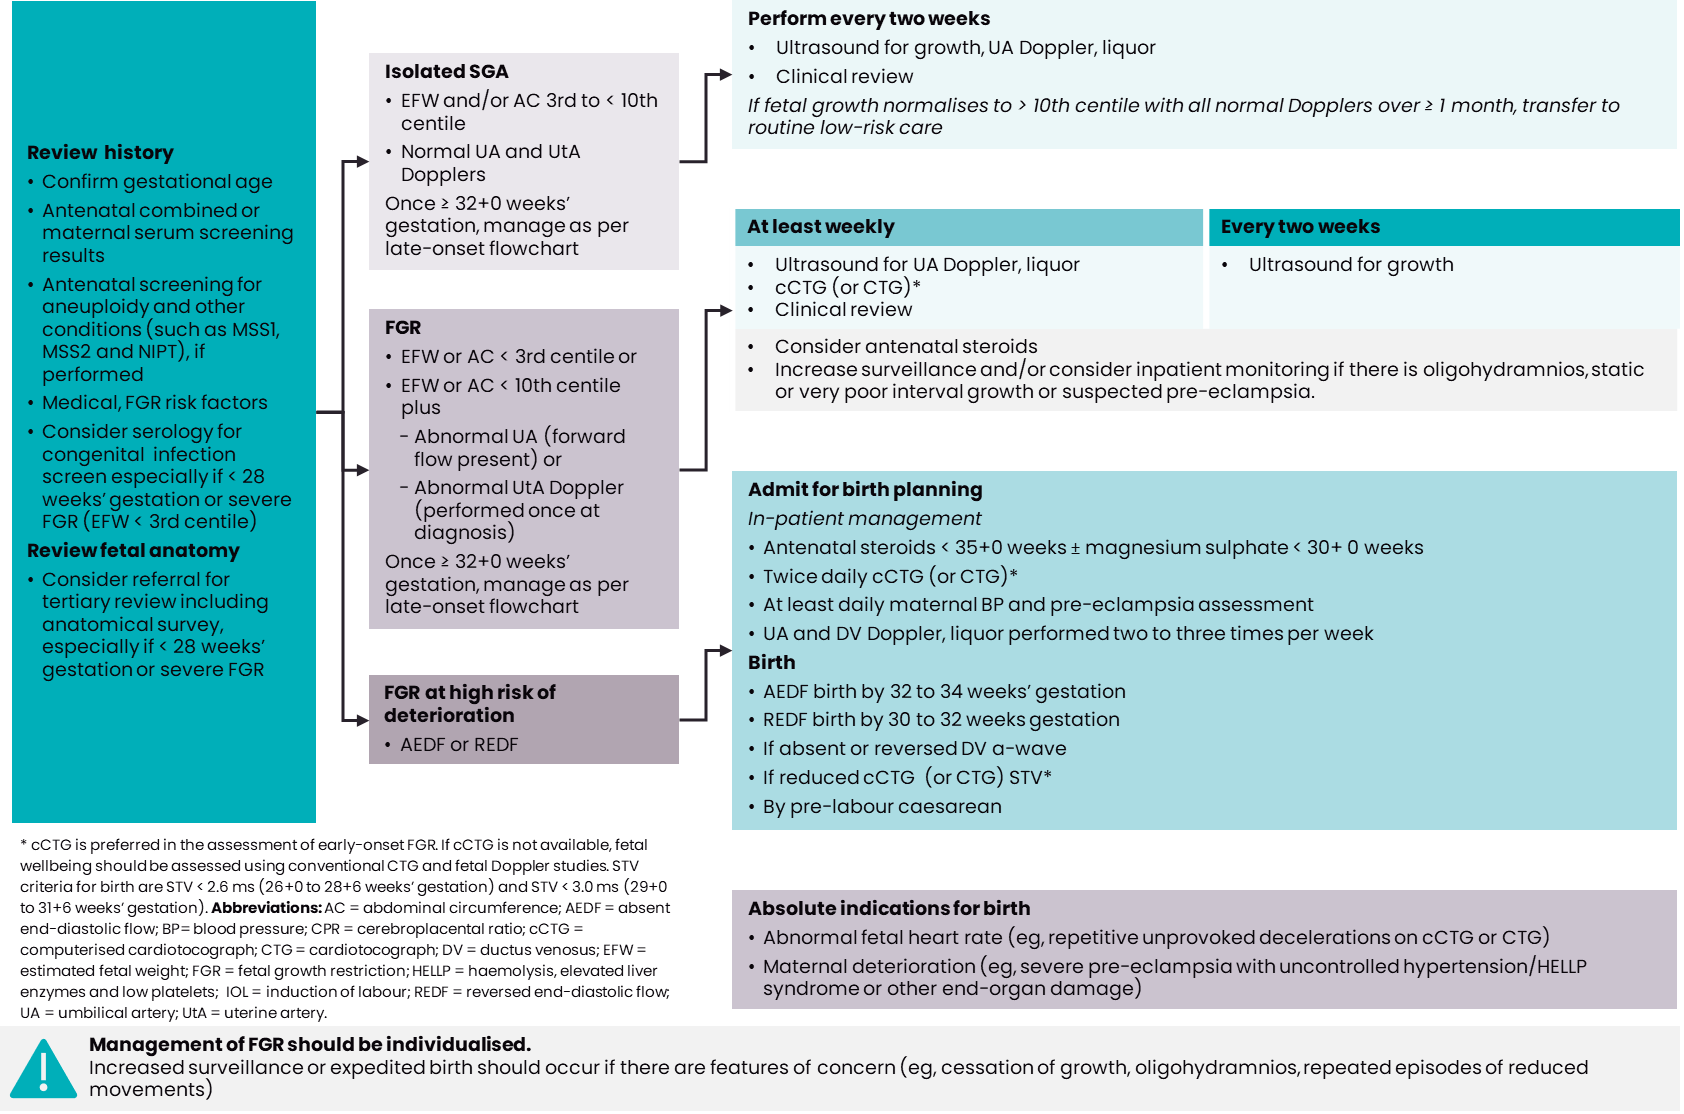 Review history
• Confirm gestational age
• Antenatal combined or
maternal serum screening
results
• Antenatal screening for
aneuploidy and other
conditions (such as MSS1,
MSS2 and NIPT), if
performed
• Medical, FGR risk factors
• Consider serology for
congenital infection
screen especially if < 28
weeks' gestation or severe
FGR (EFW < 3rd centile)
Review fetal anatomy
• Consider referral for
tertiary review including
anatomical survey,
especially if < 28 weeks'
gestation or severe FGR
Isolated SGA
• EFW and/or AC 3rd to < 10th
centile
• Normal UA and UtA
Dopplers
Once ≥ 32+0 weeks'
gestation, manage as per
late-onset flowchart
FGR
• EFW or AC < 3rd centile or
• EFW or AC < 10th centile
plus
- Abnormal UA (forward
flow present) or
- Abnormal UtA Doppler
(performed once at
diagnosis)
Once ≥ 32+0 weeks'
gestation, manage as per
late-onset flowchart
FGR at high risk of
deterioration
• AEDF or REDF
Perform every two weeks
• Ultrasound for growth, UA Doppler, liquor
• Clinical review
If fetal growth normalises to > 10th centile with all normal Dopplers over ≥ 1 month, transfer to
routine low-risk care
At least weekly
• Ultrasound for UA Doppler, liquor
• cCTG (or CTG)*
• Clinical review
Every two weeks
• Ultrasound for growth
• Consider antenatal steroids
• Increase surveillance and/or consider inpatient monitoring if there is oligohydramnios, static
or very poor interval growth or suspected pre-eclampsia.
Admit for birth planning
In-patient management
• Antenatal steroids < 35+0 weeks ± magnesium sulphate < 30+ 0 weeks
• Twice daily cCTG (or CTG)*
• At least daily maternal BP and pre-eclampsia assessment
• UA and DV Doppler, liquor performed two to three times per week
Birth
• AEDF birth by 32 to 34 weeks' gestation
• REDF birth by 30 to 32 weeks gestation
• If absent or reversed DV a-wave
• If reduced cCTG (or CTG) STV*
• By pre-labour caesarean
Absolute indications for birth
• Abnormal fetal heart rate (eg, repetitive unprovoked decelerations on cCTG or CTG)
• Maternal deterioration (eg, severe pre-eclampsia with uncontrolled hypertension/HELLP
syndrome or other end-organ damage)
* cCTG is preferred in the assessment of early-onset FGR. If cCTG is not available, fetal
wellbeing should be assessed using conventional CTG and fetal Doppler studies. STV
criteria for birth are STV < 2.6 ms (26+0 to 28+6 weeks' gestation) and STV < 3.0 ms (29+0
to 31+6 weeks' gestation). Abbreviations: AC = abdominal circumference; AEDF = absent
end-diastolic flow; BP= blood pressure; CPR = cerebroplacental ratio; cCTG =
computerised cardiotocograph; CTG = cardiotocograph; DV = ductus venosus; EFW =
estimated fetal weight; FGR = fetal growth restriction; HELLP = haemolysis, elevated liver
enzymes and low platelets; IOL = induction of labour; REDF = reversed end-diastolic flow;
UA = umbilical artery; UtA = uterine artery.
!
Management of FGR should be individualised.
Increased surveillance or expedited birth should occur if there are features of concern (eg, cessation of growth, oligohydramnios, repeated episodes of reduced
movements)